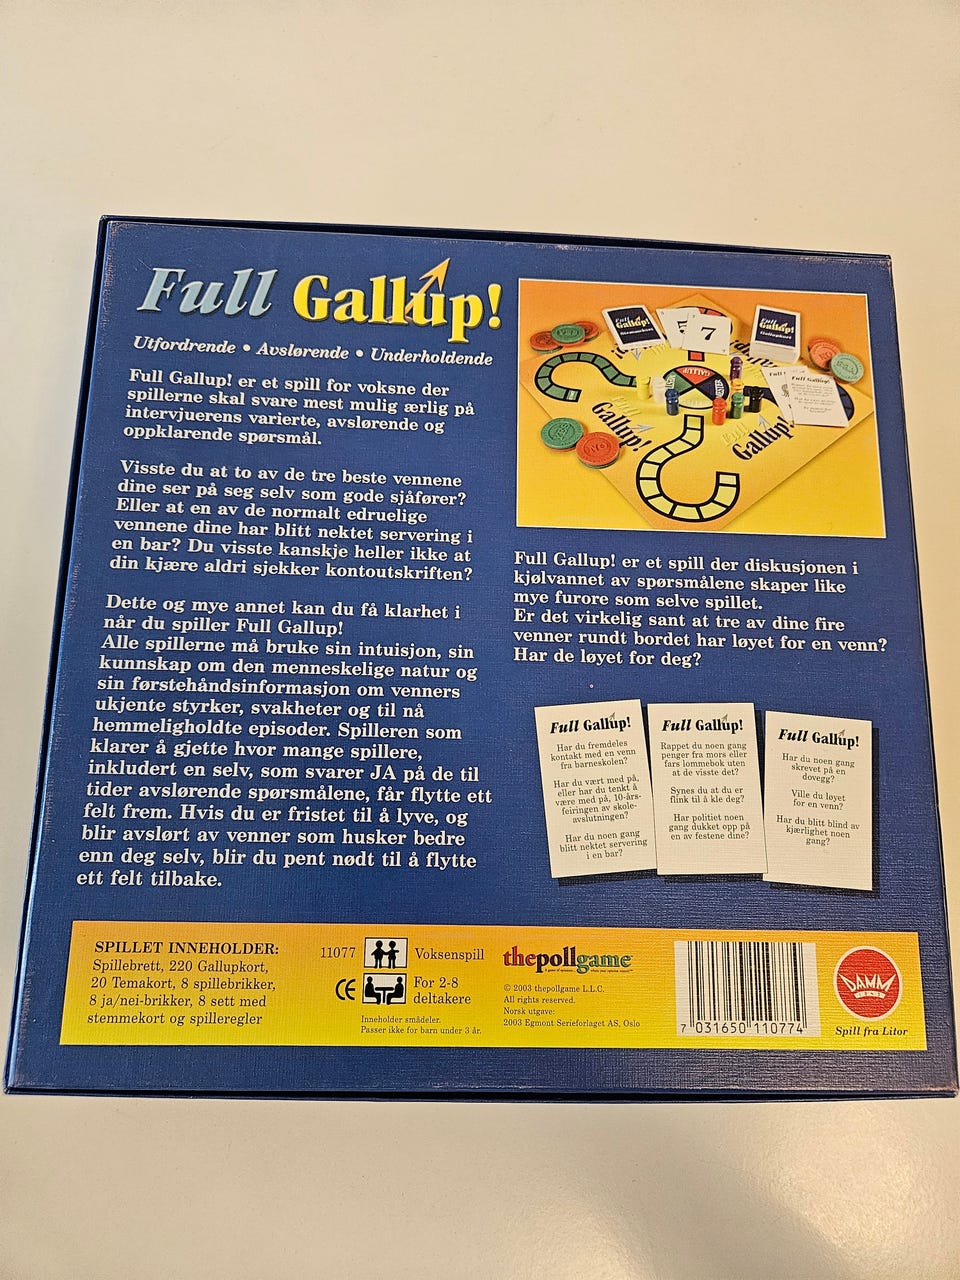 Full Gallup!
Utfordrende • Avslørende • Underholdende
Full Gallup! er et spill for voksne der
spillerne skal svare mest mulig ærlig på
intervjuerens varierte, avslørende og
oppklarende spørsmål.
Visste du at to av de tre beste vennene
dine ser på seg selv som gode sjåfører?
Eller at en av de normalt edruelige
vennene dine har blitt nektet servering i
en bar? Du visste kanskje heller ikke at
din kjære aldri sjekker kontoutskriften?
Dette og mye annet kan du få klarhet i
når du spiller Full Gallup!
Alle spillerne må bruke sin intuisjon, sin
kunnskap om den menneskelige natur og
sin førstehåndsinformasjon om venners
ukjente styrker, svakheter og til nå
hemmeligholdte episoder. Spilleren som
klarer å gjette hvor mange spillere,
inkludert en selv, som svarer JA på de til
tider avslørende spørsmålene, får flytte ett
felt frem. Hvis du er fristet til å lyve, og
blir avslørt av venner som husker bedre
enn deg selv, blir du pent nødt til å flytte
ett felt tilbake.
Full Gallup!
Full Gallup!
7
Full Gallup!
Full Gallup!
Full Gallup!
Full Gallup! er et spill der diskusjonen i
kjølvannet av spørsmålene skaper like
mye furore som selve spillet.
Er det virkelig sant at tre av dine fire
venner rundt bordet har løyet for en venn?
Har de løyet for deg?
Full Gallup!
Har du fremdeles
kontakt med en venn
fra barneskolen?
Har du vært med på,
eller har du tenkt å
være med på, 10-års-
feiringen av skole-
avslutningen?
Har du noen gang
blitt nektet servering
i en bar?
Full Gallup!
Rappet du noen gang
penger fra mors eller
fars lommebok uten
at de visste det?
Synes du at du er
flink til å kle deg?
Har politiet noen
gang dukket opp på
en av festene dine?
Full Gallup!
Har du noen gang
skrevet på en
dovegg?
Ville du løyet
for en venn?
Har du blitt blind av
kjærlighet noen
gang?
SPILLET INNEHOLDER:
Spillebrett, 220 Gallupkort,
20 Temakort, 8 spillebrikker,
8 ja/nei-brikker, 8 sett med
stemmekort og spilleregler
11077
Voksenspill
CE
For 2-8
deltakere
Inneholder smådeler.
Passer ikke for barn under 3 år.
thepollgame
© 2003 thepollgame L.L.C.
All rights reserved.
Norsk utgave:
2003 Egmont Serieforlaget AS, Oslo
7 031650 110774
DAMM
Spill fra Litor